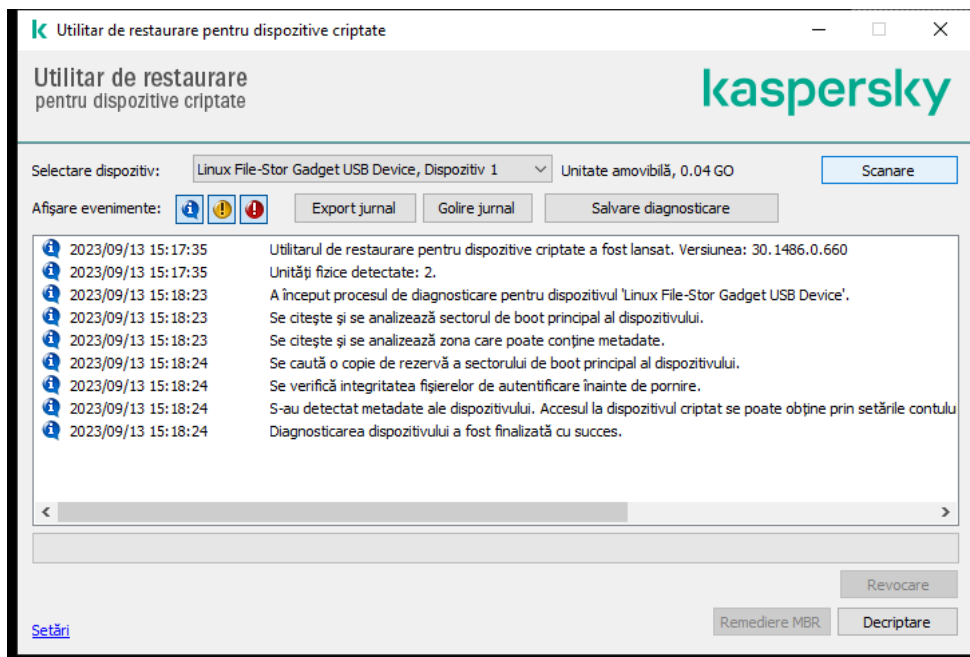 Utilitar de restaurare pentru dispozitive criptate
Utilitar de restaurare
pentru dispozitive criptate
kaspersky
Selectare dispozitiv: Linux File-Stor Gadget USB Device, Dispozitiv 1 Unitate amovibilă, 0.04 GO Scanare
Afișare evenimente: Export jurnal Golire jurnal Salvare diagnosticare
2023/09/13 15:17:35 Utilitarul de restaurare pentru dispozitive criptate a fost lansat. Versiunea: 30.1486.0.660
2023/09/13 15:17:35 Unități fizice detectate: 2.
2023/09/13 15:18:23 A început procesul de diagnosticare pentru dispozitivul 'Linux File-Stor Gadget USB Device'.
2023/09/13 15:18:23 Se citește și se analizează sectorul de boot principal al dispozitivului.
2023/09/13 15:18:23 Se citește și se analizează zona care poate conține metadate.
2023/09/13 15:18:24 Se caută o copie de rezervă a sectorului de boot principal al dispozitivului.
2023/09/13 15:18:24 Se verifică integritatea fișierelor de autentificare înainte de pornire.
2023/09/13 15:18:24 S-au detectat metadate ale dispozitivului. Accesul la dispozitivul criptat se poate obține prin setările contulu
2023/09/13 15:18:24 Diagnosticarea dispozitivului a fost finalizată cu succes.
Revocare
Setări Remediere MBR Decriptare